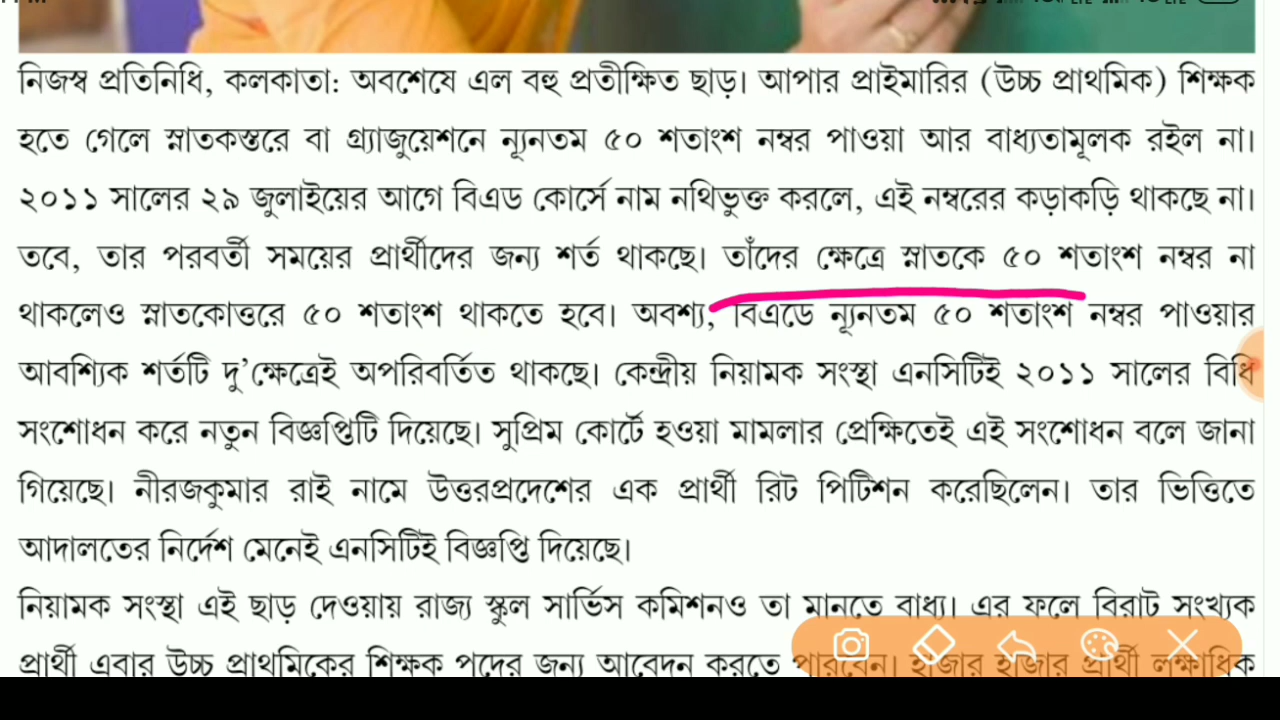 নিজস্ব প্রতিনিধি, কলকাতা: অবশেষে এল বহু প্রতীক্ষিত ছাড়। আপার প্রাইমারির (উচ্চ প্রাথমিক) শিক্ষক
হতে গেলে স্নাতকস্তরে বা গ্র্যাজুয়েশনে ন্যূনতম ৫০ শতাংশ নম্বর পাওয়া আর বাধ্যতামূলক রইল না।
২০১১ সালের ২৯ জুলাইয়ের আগে বিএড কোর্সে নাম নথিভুক্ত করলে, এই নম্বরের কড়াকড়ি থাকছে না।
তবে, তার পরবর্তী সময়ের প্রার্থীদের জন্য শর্ত থাকছে। তাঁদের ক্ষেত্রে স্নাতকে ৫০ শতাংশ নম্বর না
থাকলেও স্নাতকোত্তরে ৫০ শতাংশ থাকতে হবে। অবশ্য, বিএডে ন্যূনতম ৫০ শতাংশ নম্বর পাওয়ার
আবশ্যিক শর্তটি দু’ক্ষেত্রেই অপরিবর্তিত থাকছে। কেন্দ্রীয় নিয়ামক সংস্থা এনসিটিই ২০১১ সালের বিধি
সংশোধন করে নতুন বিজ্ঞপ্তিটি দিয়েছে। সুপ্রিম কোর্টে হওয়া মামলার প্রেক্ষিতেই এই সংশোধন বলে জানা
গিয়েছে। নীরজকুমার রাই নামে উত্তরপ্রদেশের এক প্রার্থী রিট পিটিশন করেছিলেন। তার ভিত্তিতে
আদালতের নির্দেশ মেনেই এনসিটিই বিজ্ঞপ্তি দিয়েছে।
নিয়ামক সংস্থা এই ছাড় দেওয়ায় রাজ্য স্কুল সার্ভিস কমিশনও তা মানতে বাধ্য। এর ফলে বিরাট সংখ্যক
প্রার্থী এবার উচ্চ প্রাথমিকের শিক্ষক পদের জন্য আবেদন করতে পারবেন। হাজার হাজার প্রার্থী লক্ষাধিক